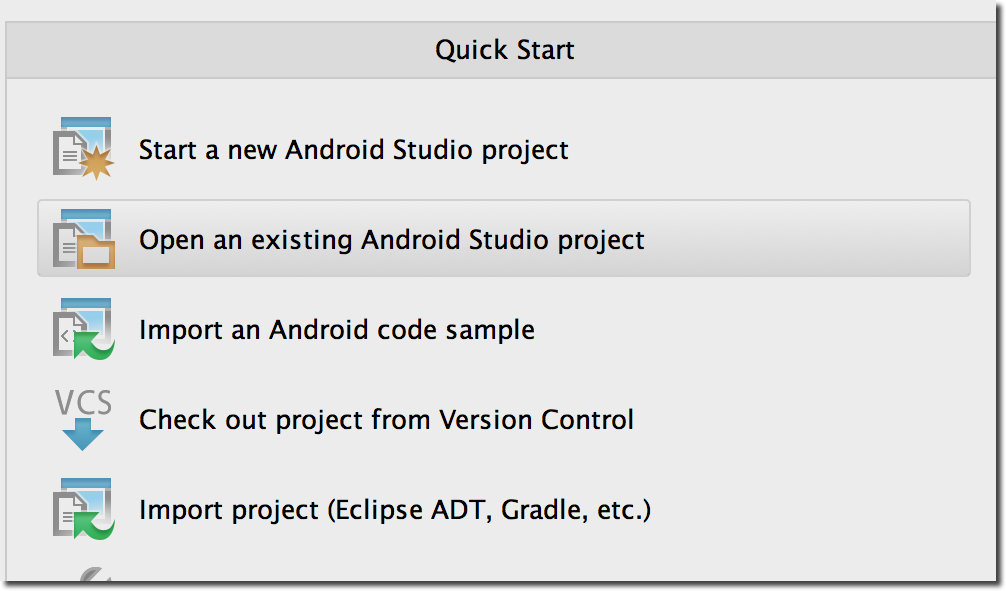 Quick Start
Start a new Android Studio project
Open an existing Android Studio project
Import an Android code sample
VCS
Check out project from Version Control
Import project (Eclipse ADT, Gradle, etc.)